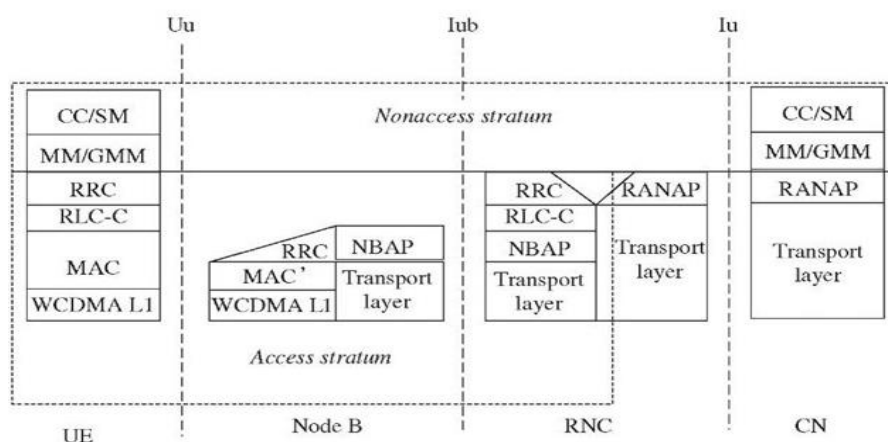 Uu
Iub
Iu
CC/SM
Nonaccess stratum
CC/SM
MM/GMM
MM/GMM
RRC
RRC
RANAP
RANAP
RLC-C
RLC-C
MAC
RRC
NBAP
NBAP
Transport
layer
Transport
layer
MAC'
Transport
layer
Transport
layer
WCDMA L1
WCDMA L1
Access stratum
UE
Node B
RNC
CN